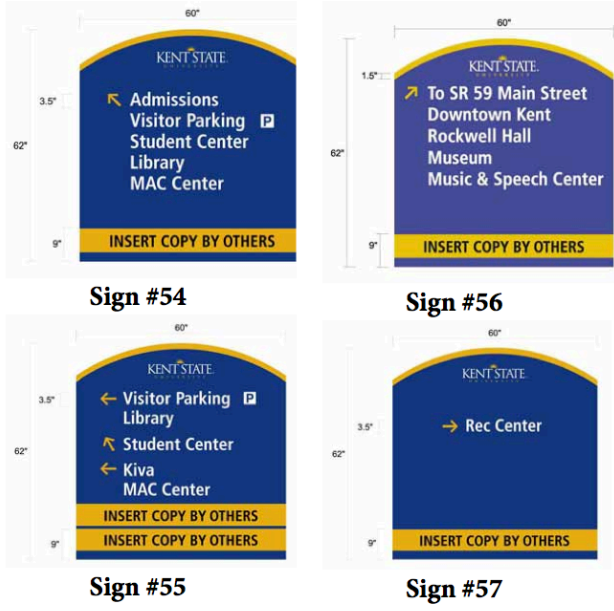 60"
KENT STATE
UNIVERSITY
3.5"
62"
Admissions
Visitor Parking P
Student Center
Library
MAC Center
9"
INSERT COPY BY OTHERS
Sign #54
60"
KENT STATE
UNIVERSITY
1.5"
62"
To SR 59 Main Street
Downtown Kent
Rockwell Hall
Museum
Music & Speech Center
9"
INSERT COPY BY OTHERS
Sign #56
60"
KENT STATE
UNIVERSITY
3.5"
62"
Visitor Parking P
Library
Student Center
Kiva
MAC Center
INSERT COPY BY OTHERS
9"
INSERT COPY BY OTHERS
Sign #55
60"
KENT STATE
UNIVERSITY
3.5"
62"
Rec Center
9"
INSERT COPY BY OTHERS
Sign #57